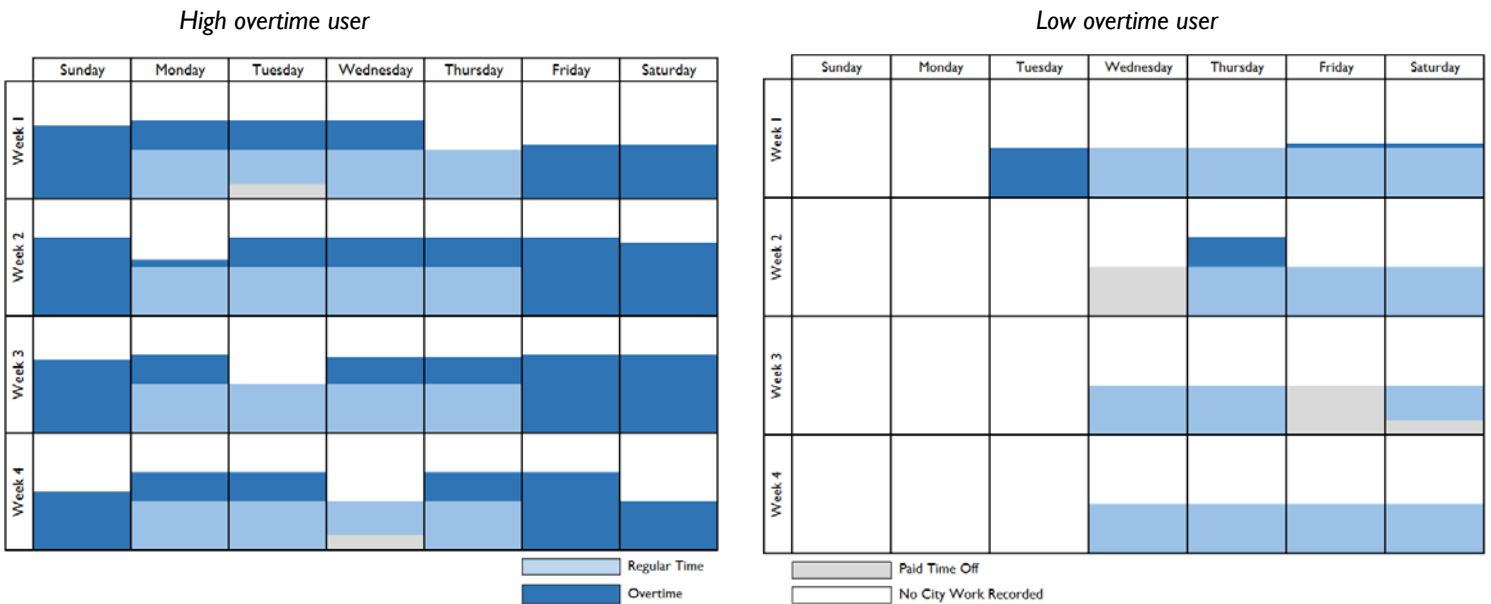 High overtime user
Sunday Monday Tuesday Wednesday Thursday Friday Saturday
Week 1
Week 2
Week 3
Week 4
Regular Time
Overtime
Low overtime user
Sunday Monday Tuesday Wednesday Thursday Friday Saturday
Week 1
Week 2
Week 3
Week 4
Paid Time Off
No City Work Recorded